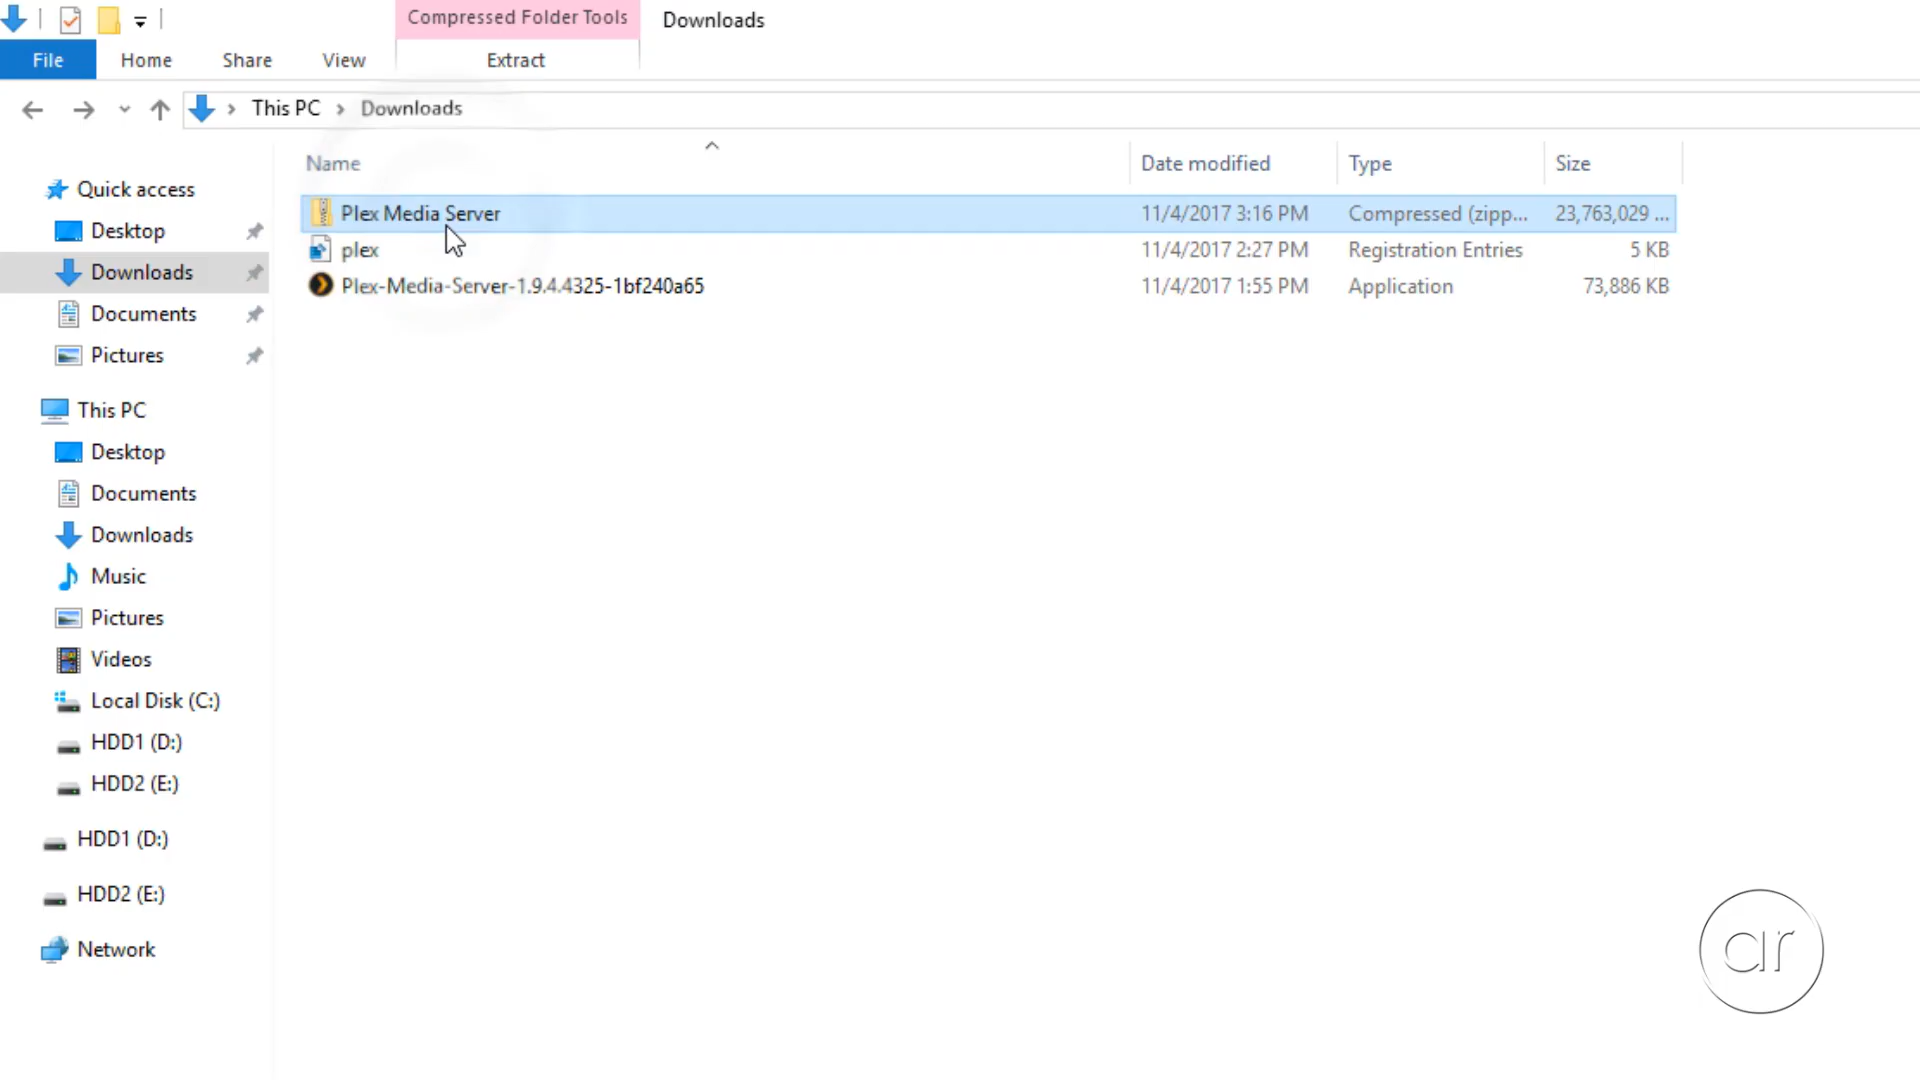 Compressed Folder Tools
Downloads
File
Home
Share
View
Extract
This PC
Downloads
Name
Date modified
Type
Size
Plex Media Server
11/4/2017 3:16 PM
Compressed (zipp...
23,763,029 ...
plex
11/4/2017 2:27 PM
Registration Entries
5 KB
Plex-Media-Server-1.9.4.4325-1bf240a65
11/4/2017 1:55 PM
Application
73,886 KB
Quick access
Desktop
Downloads
Documents
Pictures
This PC
Desktop
Documents
Downloads
Music
Pictures
Videos
Local Disk (C:)
HDD1 (D:)
HDD2 (E:)
HDD1 (D:)
HDD2 (E:)
Network
ar